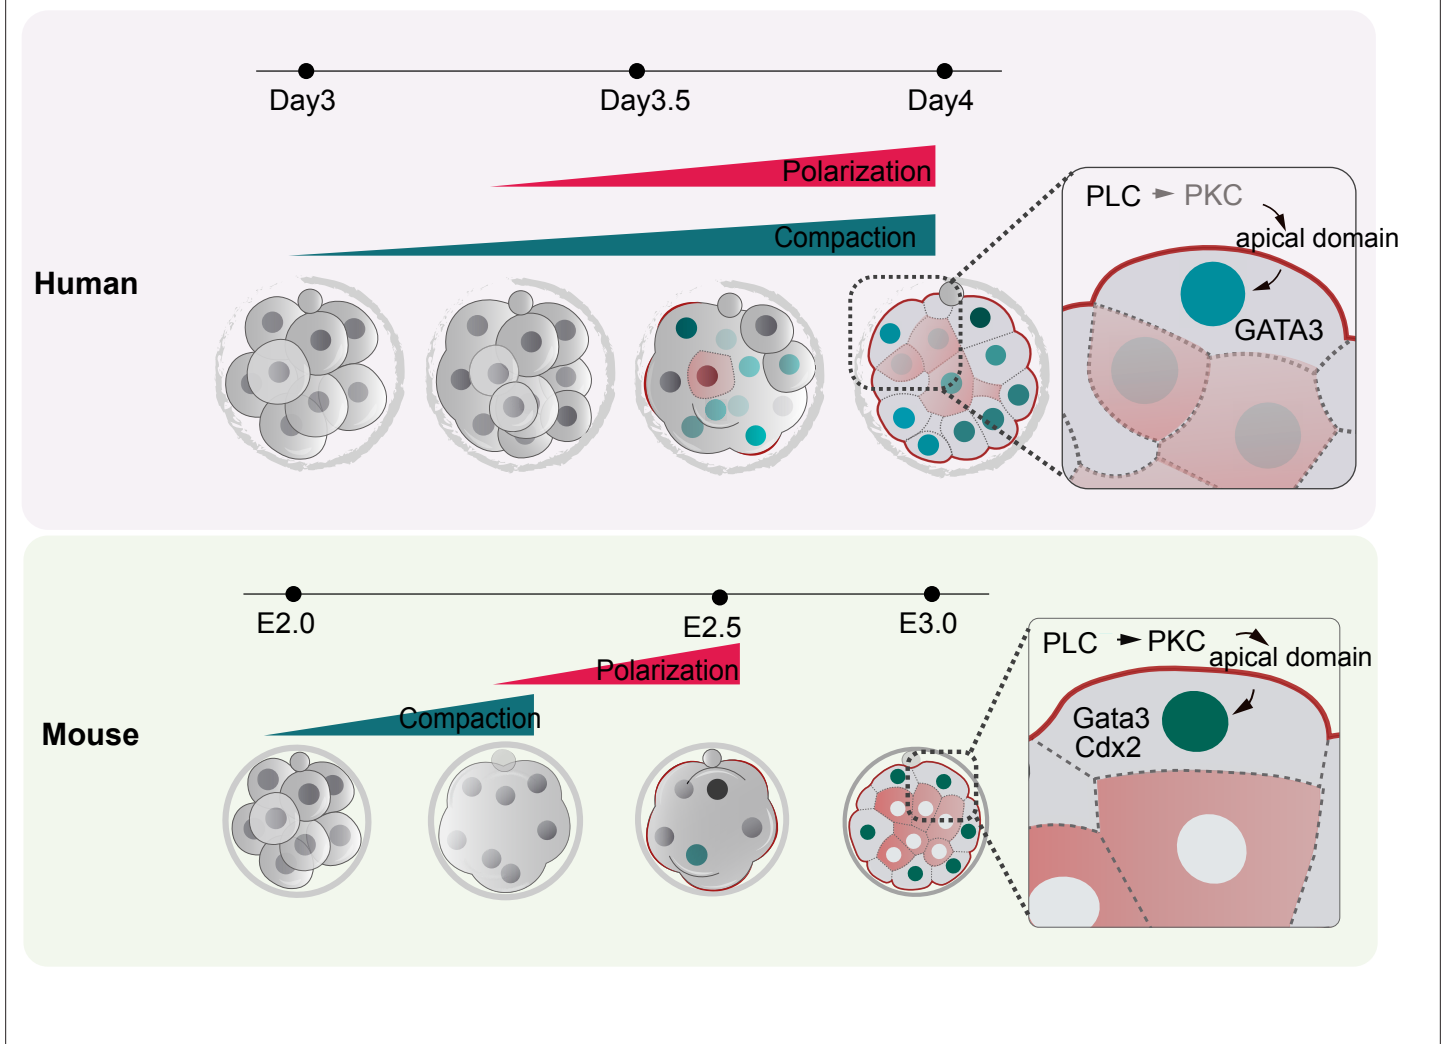 Day3
Day3.5
Day4
Polarization
Compaction
Human
PLC PKC
apical domain
GATA3
E2.0
E2.5
E3.0
Polarization
Compaction
Mouse
PLC PKC
apical domain
Gata3
Cdx2